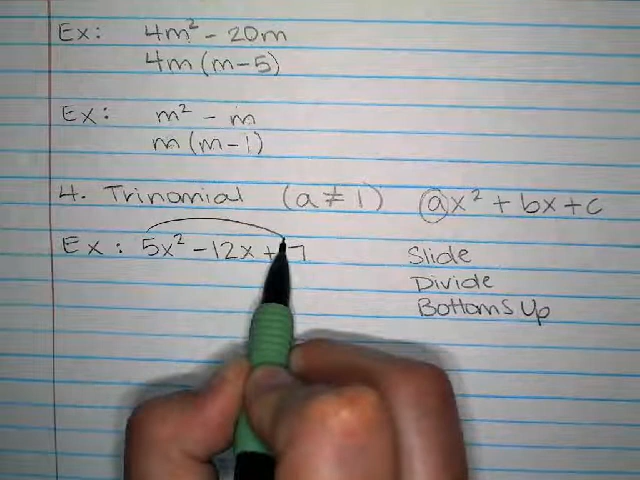 Ex: 4m² - 20m
4m(m-5)
Ex: m² - m
m(m-1)
4. Trinomial (a ≠ 1) ax² + bx + c
Ex: 5x² - 12x + 7
Slide
Divide
Bottoms Up